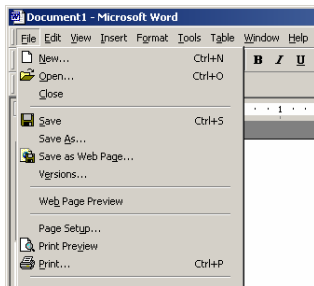 Document1 - Microsoft Word
File Edit View Insert Format Tools Table Window Help
New... Ctrl+N
B I U
Open... Ctrl+O
Close
1
Save Ctrl+S
Save As...
Save as Web Page...
Versions...
Web Page Preview
Page Setup...
Print Preview
Print... Ctrl+P